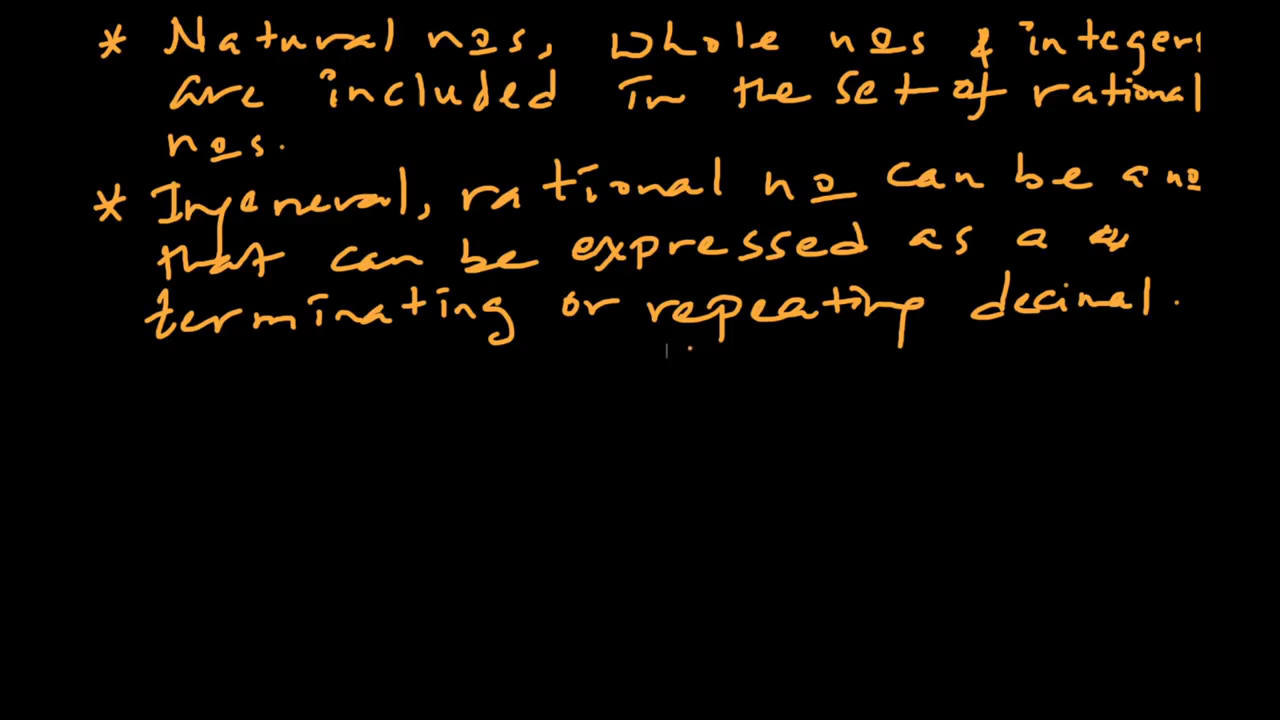 * Natural nos, whole nos & integers
are included in the set of rational
nos.
* In general, rational no can be a no
that can be expressed as a
terminating or repeating decimal.